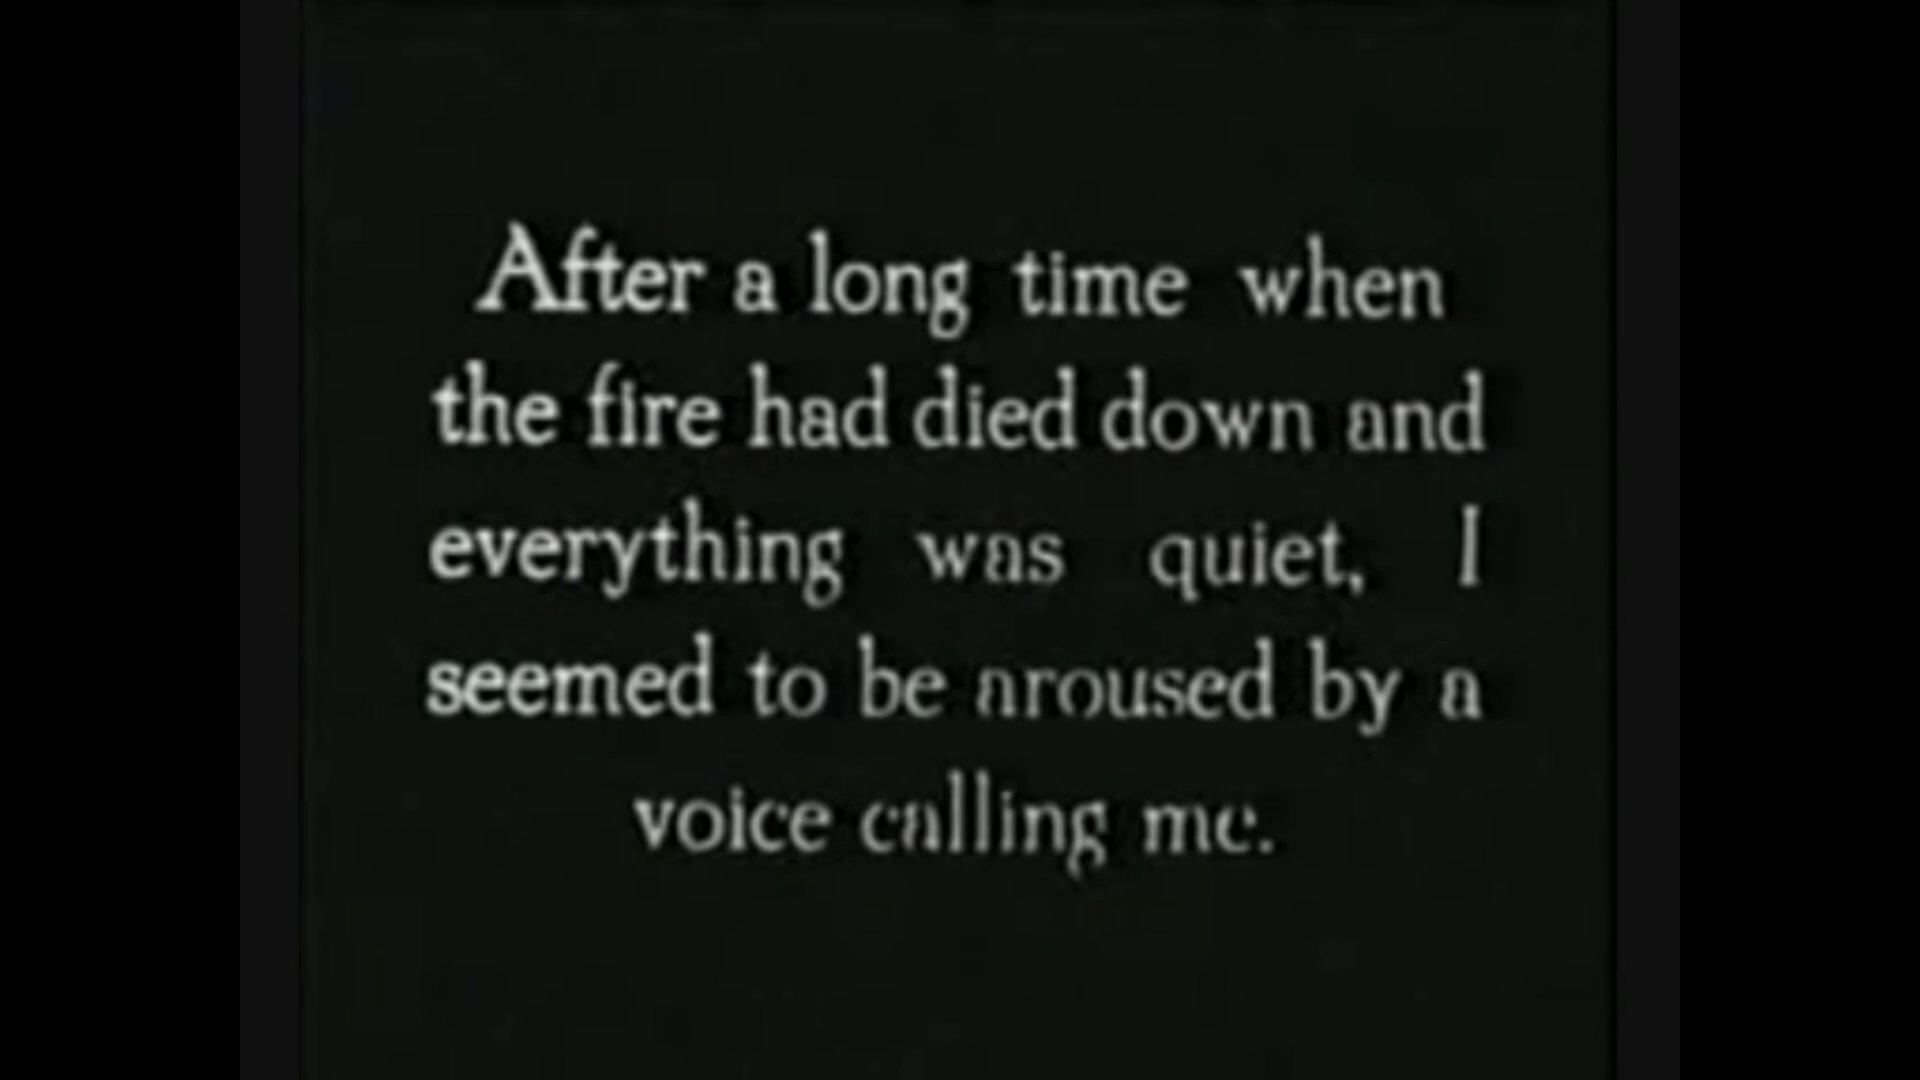 After a long time when
the fire had died down and
everything was quiet, I
seemed to be aroused by a
voice calling me.